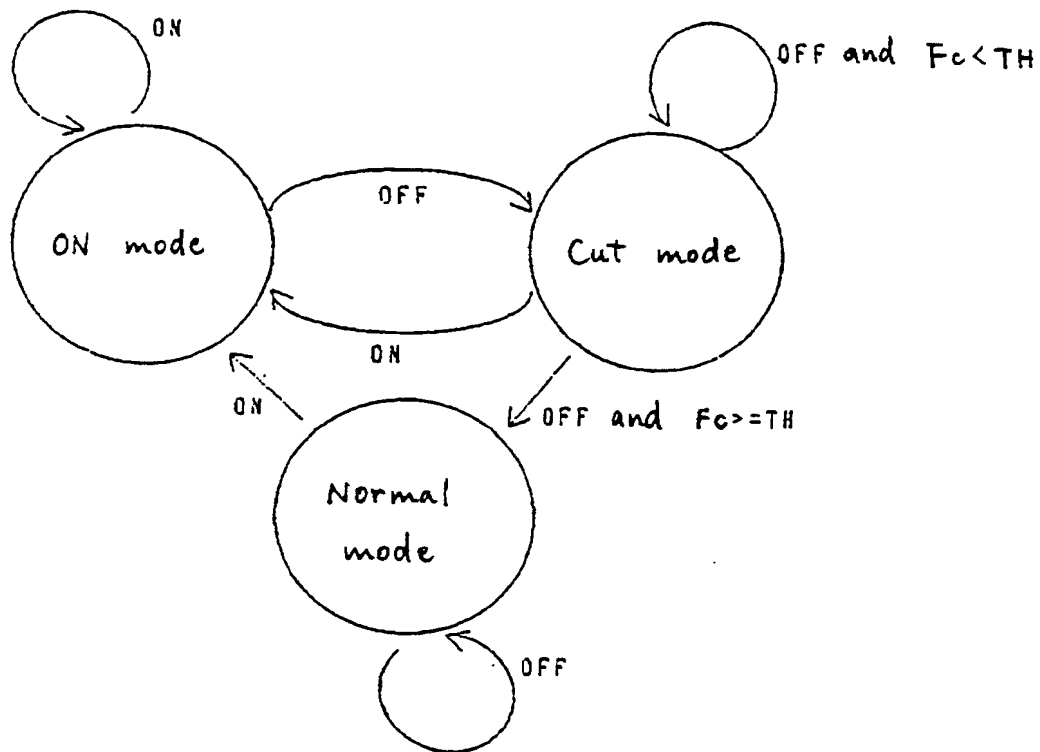 ON
OFF and Fc<TH
OFF
ON mode
Cut mode
ON
ON
OFF and Fc>=TH
Normal
mode
OFF